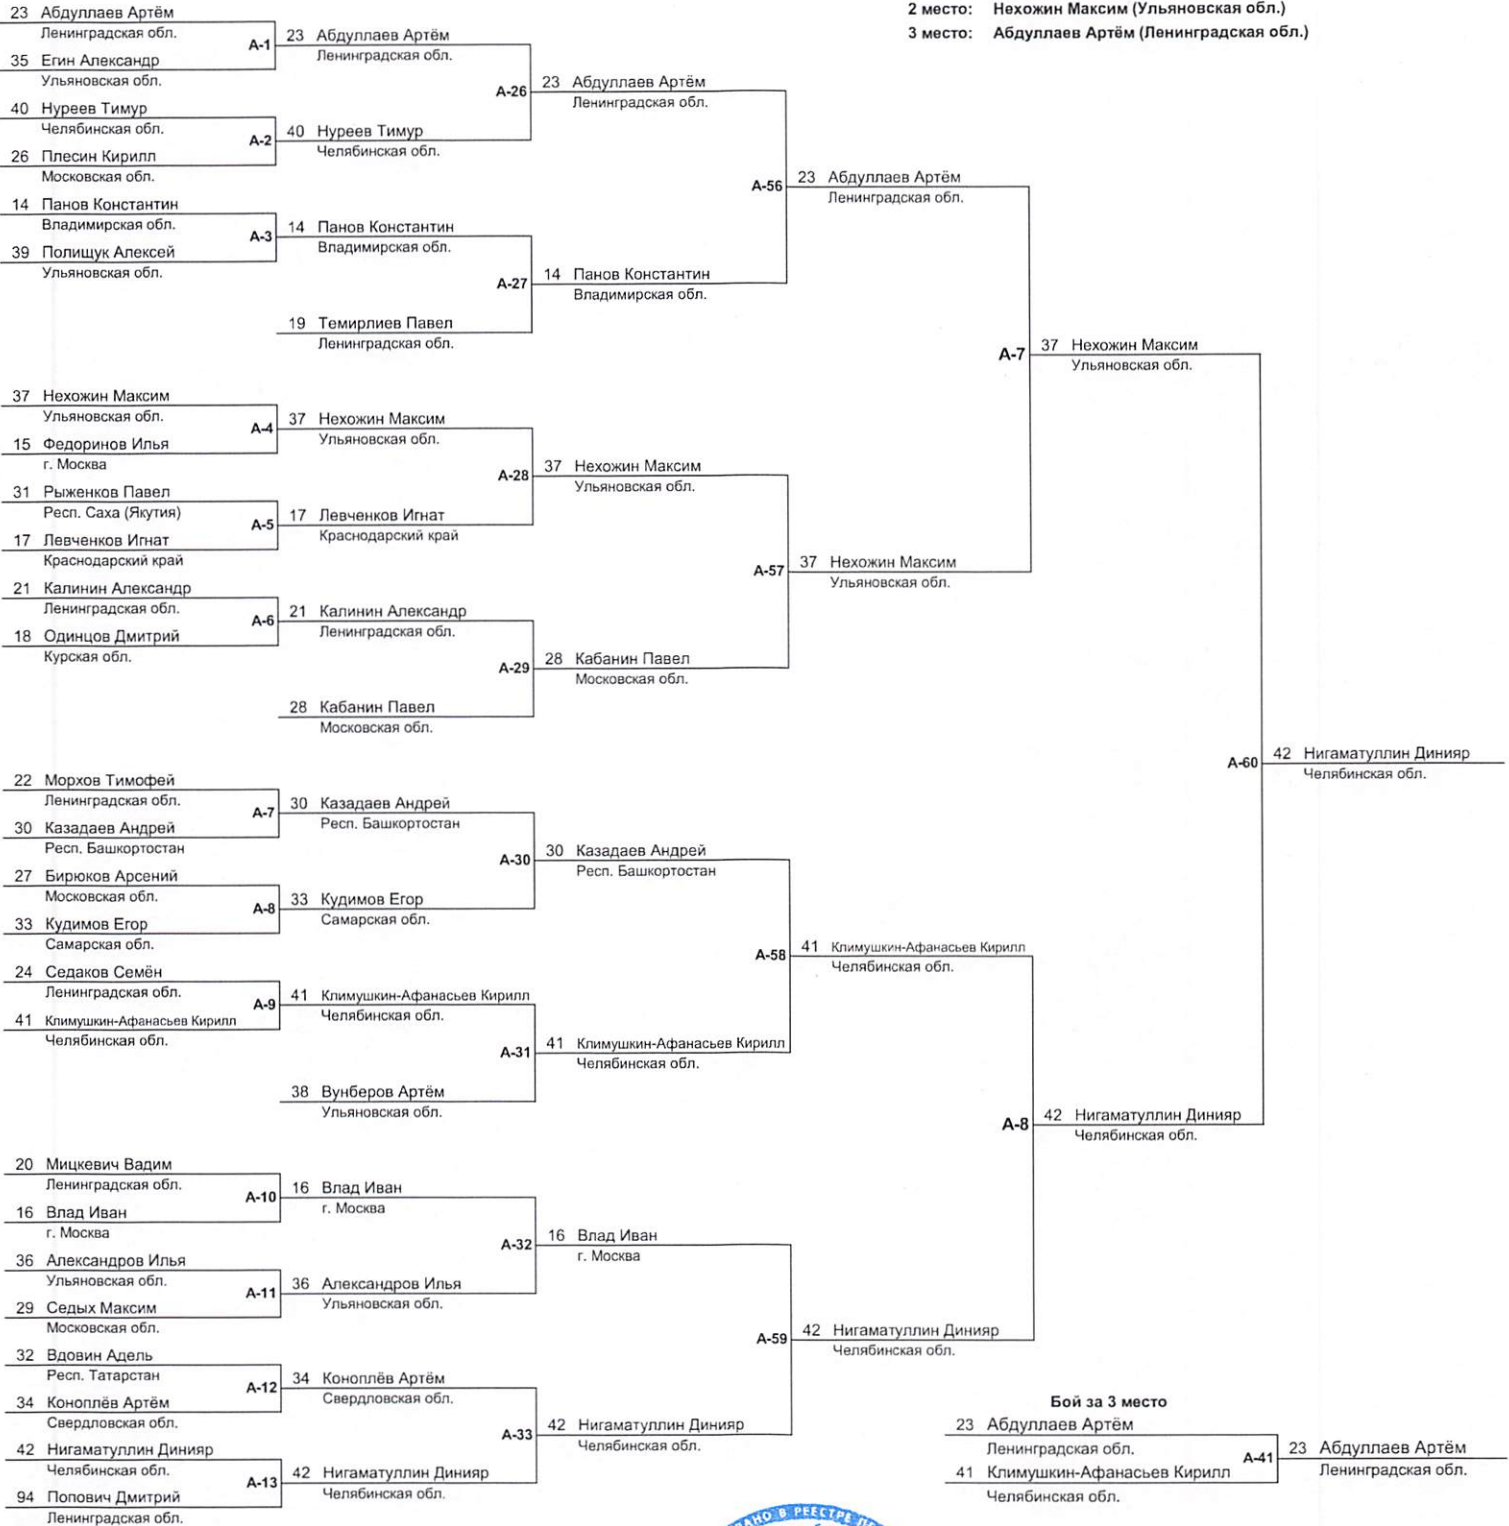 2 место: Нехожин Максим (Ульяновская обл.)
3 место: Абдуллаев Артём (Ленинградская обл.)
23 Абдуллаев Артём
Ленинградская обл.
А-1
35 Егин Александр
Ульяновская обл.
40 Нуреев Тимур
Челябинская обл.
А-2
26 Плесин Кирилл
Московская обл.
14 Панов Константин
Владимирская обл.
А-3
39 Полищук Алексей
Ульяновская обл.
37 Нехожин Максим
Ульяновская обл.
А-4
15 Федоринов Илья
г. Москва
31 Рыженков Павел
Респ. Саха (Якутия)
А-5
17 Левченков Игнат
Краснодарский край
21 Калинин Александр
Ленинградская обл.
А-6
18 Одинцов Дмитрий
Курская обл.
22 Морхов Тимофей
Ленинградская обл.
А-7
30 Казадаев Андрей
Респ. Башкортостан
27 Бирюков Арсений
Московская обл.
А-8
33 Кудимов Егор
Самарская обл.
24 Седаков Семён
Ленинградская обл.
А-9
41 Климушкин-Афанасьев Кирилл
Челябинская обл.
20 Мицкевич Вадим
Ленинградская обл.
А-10
16 Влад Иван
г. Москва
36 Александров Илья
Ульяновская обл.
А-11
29 Седых Максим
Московская обл.
32 Вдовин Адель
Респ. Татарстан
А-12
34 Коноплёв Артём
Свердловская обл.
42 Нигаматуллин Динияр
Челябинская обл.
А-13
94 Попович Дмитрий
Ленинградская обл.
23 Абдуллаев Артём
Ленинградская обл.
А-26
40 Нуреев Тимур
Челябинская обл.
14 Панов Константин
Владимирская обл.
А-27
19 Темирлиев Павел
Ленинградская обл.
37 Нехожин Максим
Ульяновская обл.
А-28
17 Левченков Игнат
Краснодарский край
21 Калинин Александр
Ленинградская обл.
А-29
28 Кабанин Павел
Московская обл.
30 Казадаев Андрей
Респ. Башкортостан
А-30
33 Кудимов Егор
Самарская обл.
41 Климушкин-Афанасьев Кирилл
Челябинская обл.
А-31
38 Вунберов Артём
Ульяновская обл.
16 Влад Иван
г. Москва
А-32
36 Александров Илья
Ульяновская обл.
34 Коноплёв Артём
Свердловская обл.
А-33
42 Нигаматуллин Динияр
Челябинская обл.
23 Абдуллаев Артём
Ленинградская обл.
А-56
14 Панов Константин
Владимирская обл.
37 Нехожин Максим
Ульяновская обл.
А-57
28 Кабанин Павел
Московская обл.
30 Казадаев Андрей
Респ. Башкортостан
А-58
41 Климушкин-Афанасьев Кирилл
Челябинская обл.
16 Влад Иван
г. Москва
А-59
42 Нигаматуллин Динияр
Челябинская обл.
23 Абдуллаев Артём
Ленинградская обл.
А-7
37 Нехожин Максим
Ульяновская обл.
41 Климушкин-Афанасьев Кирилл
Челябинская обл.
А-8
42 Нигаматуллин Динияр
Челябинская обл.
37 Нехожин Максим
Ульяновская обл.
А-60
42 Нигаматуллин Динияр
Челябинская обл.
42 Нигаматуллин Динияр
Челябинская обл.
Бой за 3 место
23 Абдуллаев Артём
Ленинградская обл.
А-41
41 Климушкин-Афанасьев Кирилл
Челябинская обл.
23 Абдуллаев Артём
Ленинградская обл.
В РЕЕСТРЕ